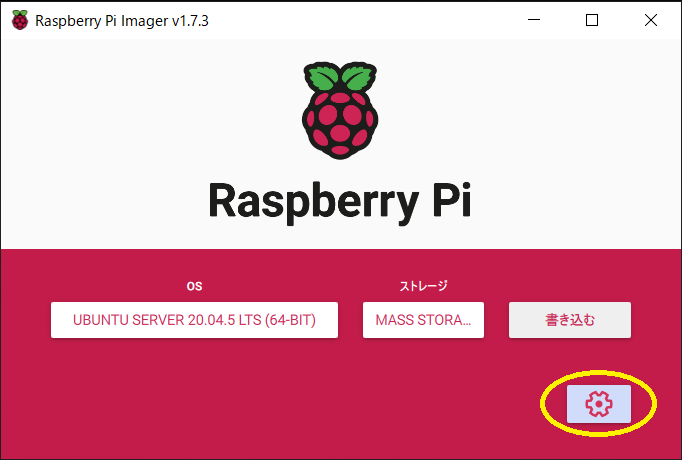 Raspberry Pi Imager v1.7.3
Raspberry Pi
OS
ストレージ
UBUNTU SERVER 20.04.5 LTS (64-BIT)
MASS STORA...
書き込む